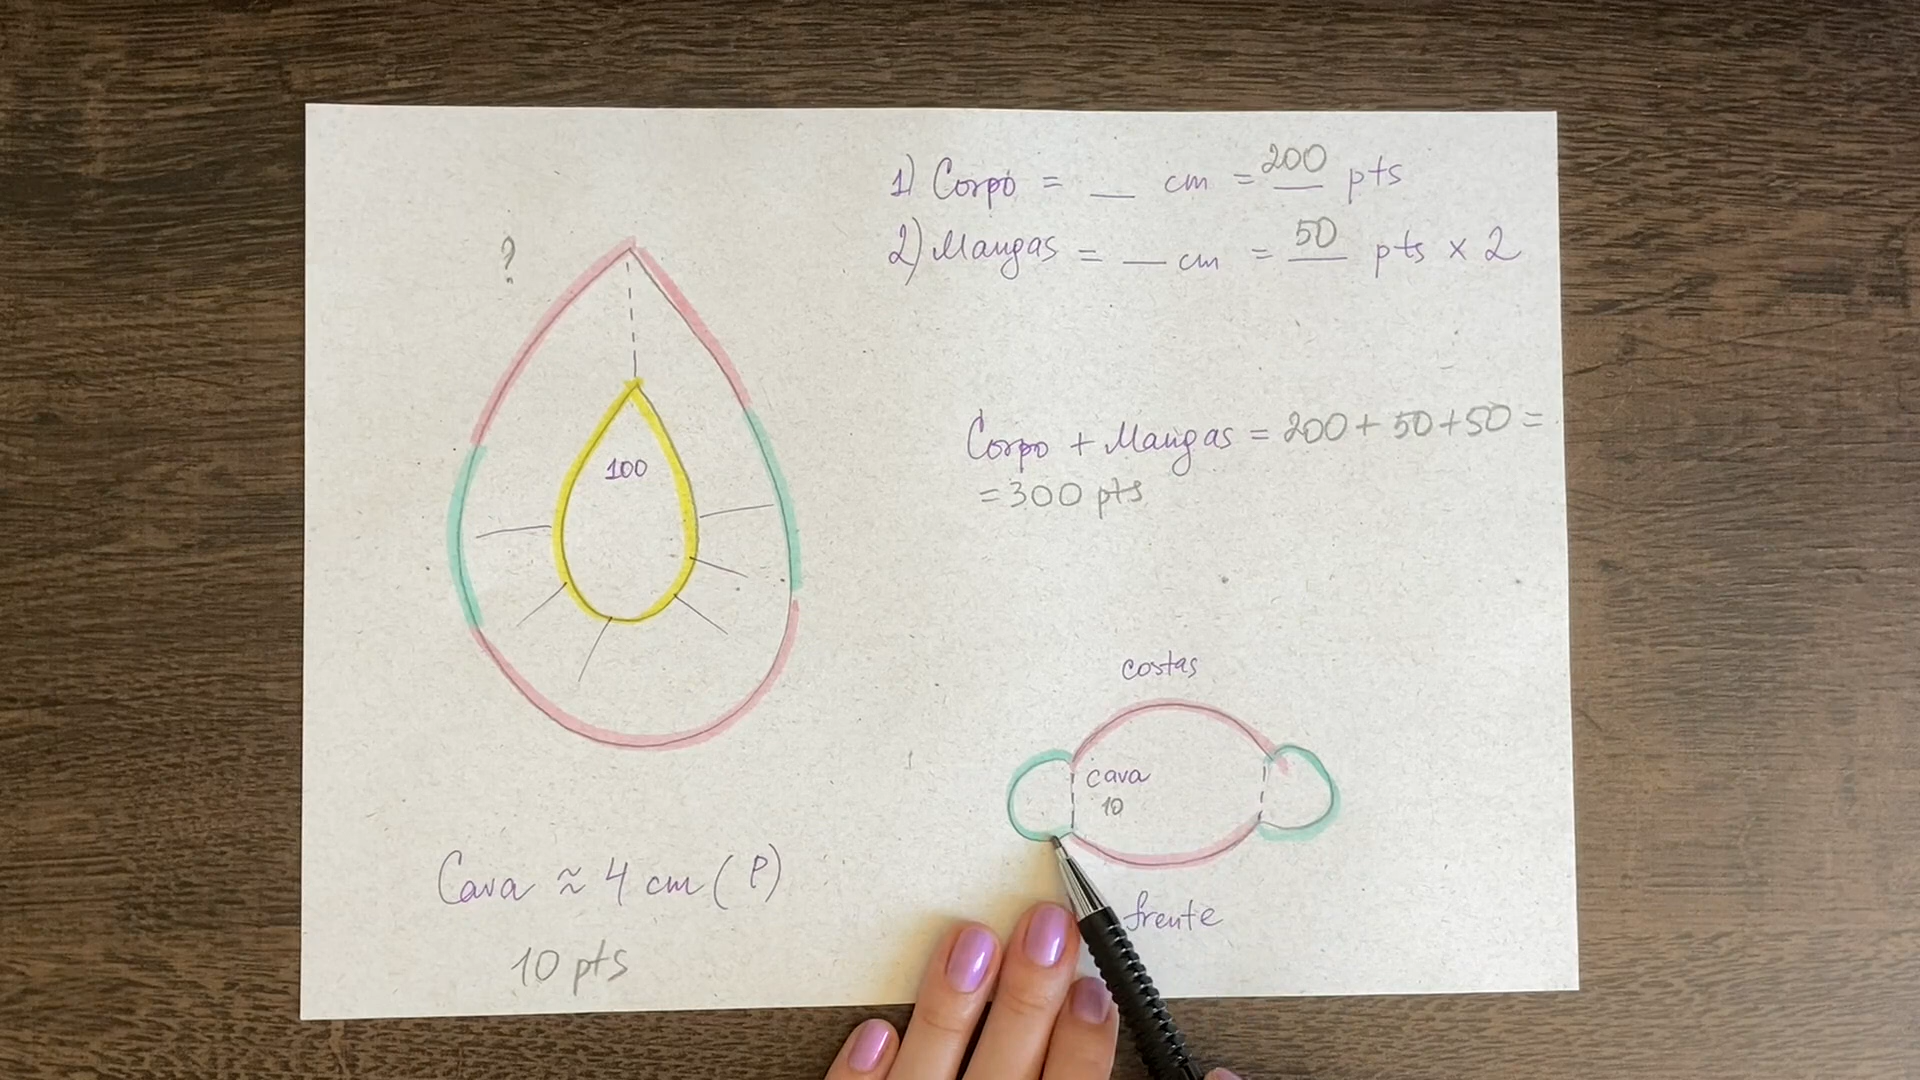 1) Corpo = __ cm = 200 pts
2) Mangas = __ cm = 50 pts x 2
?
100
Corpo + Mangas = 200 + 50 + 50 =
= 300 pts
costas
cava
10
frente
Cava ≈ 4 cm (P)
10 pts